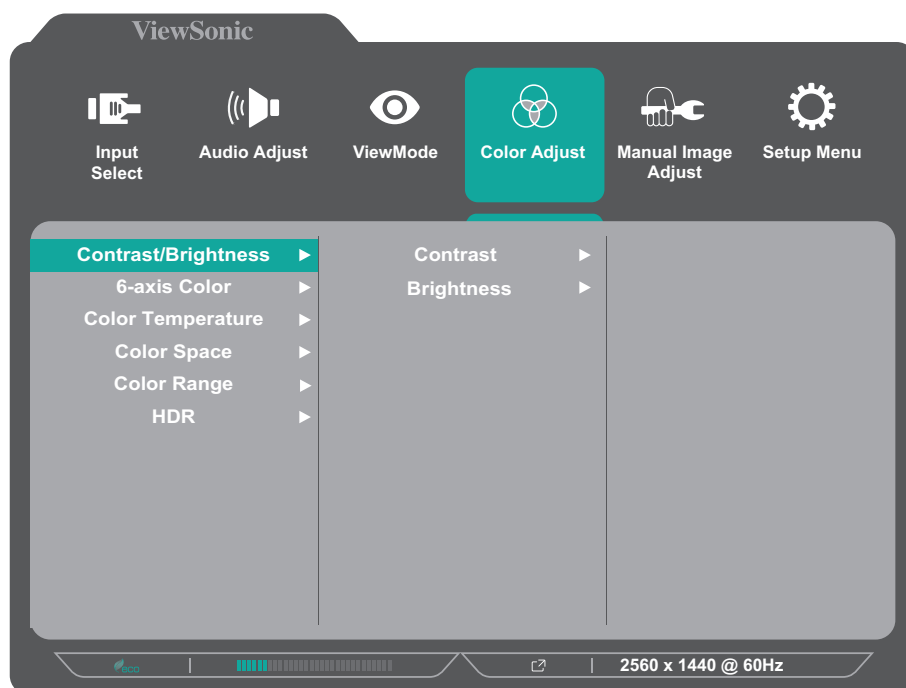 ViewSonic
Input
Select
Audio Adjust
ViewMode
Color Adjust
Manual Image
Adjust
Setup Menu
Contrast/Brightness
6-axis Color
Color Temperature
Color Space
Color Range
HDR
Contrast
Brightness
eco
2560 x 1440 @ 60Hz